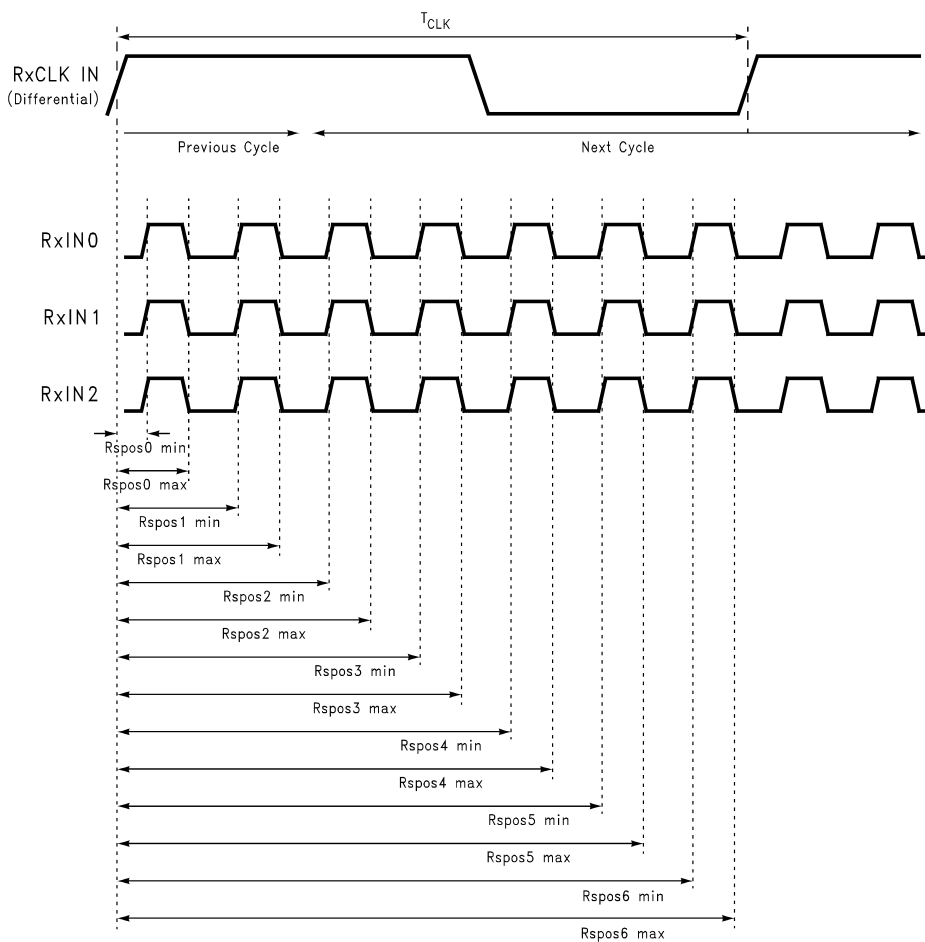 TCLK
RxCLK IN
(Differential)
Previous Cycle
Next Cycle
RxIN0
RxIN1
RxIN2
Rspos0 min
Rspos0 max
Rspos1 min
Rspos1 max
Rspos2 min
Rspos2 max
Rspos3 min
Rspos3 max
Rspos4 min
Rspos4 max
Rspos5 min
Rspos5 max
Rspos6 min
Rspos6 max